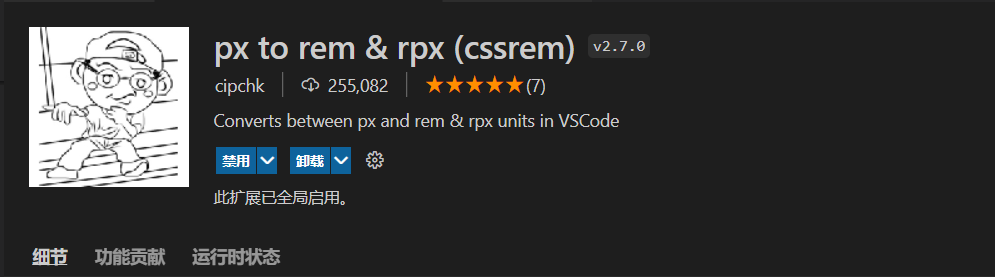 px to rem & rpx (cssrem) v2.7.0
cipchk 255,082 (7)
Converts between px and rem & rpx units in VSCode
禁用 卸载
此扩展已全局启用。
细节 功能贡献 运行时状态